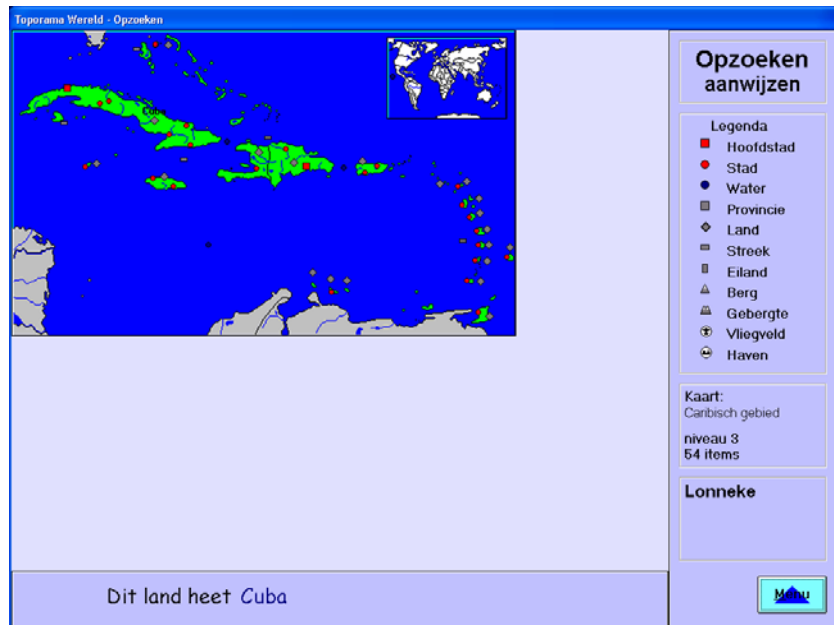 Toporama Wereld - Opzoeken
Cuba
Opzoeken
aanwijzen
Legenda
Hoofdstad
Stad
Water
Provincie
Land
Streek
Eiland
Berg
Gebergte
Vliegveld
Haven
Kaart:
Caribisch gebied
niveau 3
54 items
Lonneke
Menu
Dit land heet Cuba